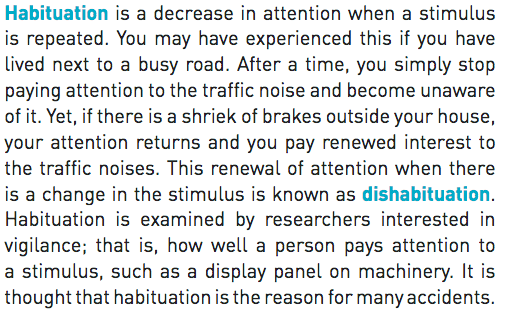 Habituation is a decrease in attention when a stimulus
is repeated. You may have experienced this if you have
lived next to a busy road. After a time, you simply stop
paying attention to the traffic noise and become unaware
of it. Yet, if there is a shriek of brakes outside your house,
your attention returns and you pay renewed interest to
the traffic noises. This renewal of attention when there
is a change in the stimulus is known as dishabituation.
Habituation is examined by researchers interested in
vigilance; that is, how well a person pays attention to
a stimulus, such as a display panel on machinery. It is
thought that habituation is the reason for many accidents.